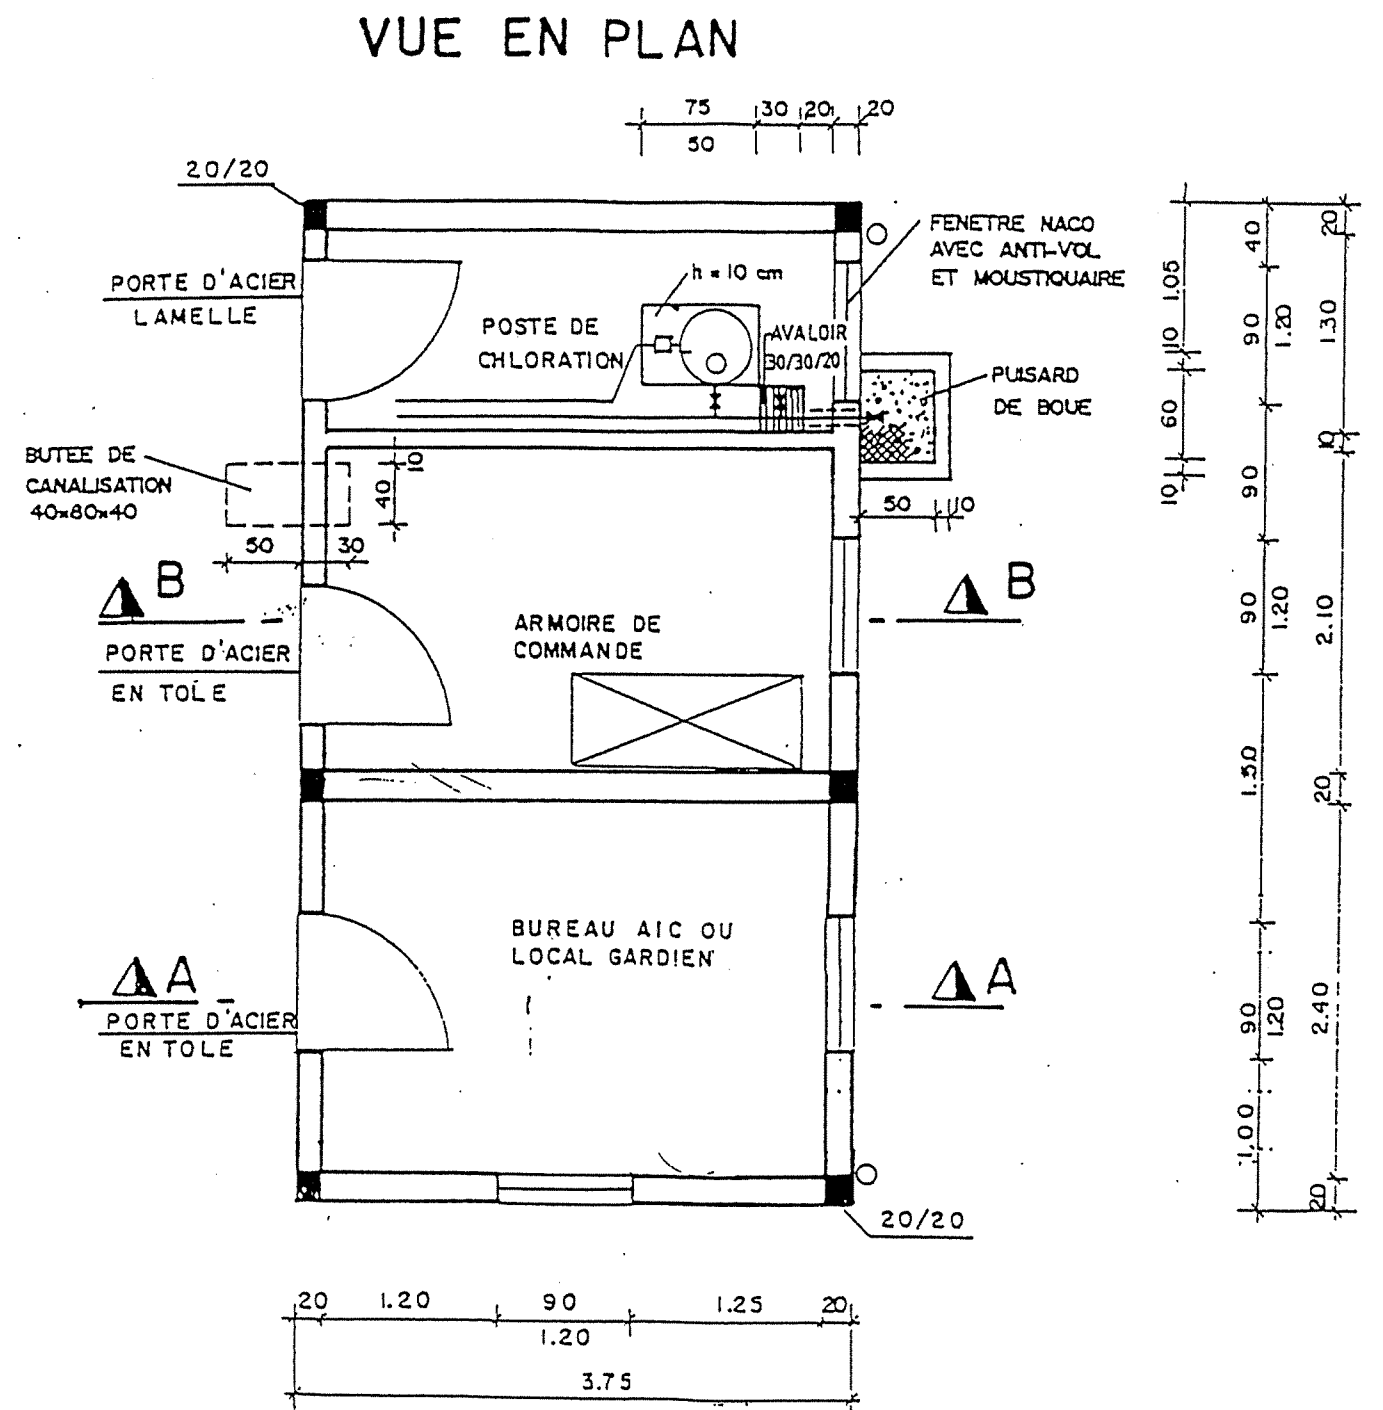 VUE EN PLAN
75 30 20 20
50
20/20
FENETRE NACO
AVEC ANTI-VOL
ET MOUSTIQUAIRE
h = 10 cm
PORTE D'ACIER
LAMELLE
POSTE DE
CHLORATION
AVALOIR
30/30/20
PUISARD
DE BOUE
BUTEE DE
CANALISATION
40x80x40
10
40
50 30
50 10
B
B
PORTE D'ACIER
EN TOLE
ARMOIRE DE
COMMANDE
BUREAU AIC OU
LOCAL GARDIEN
A
A
PORTE D'ACIER
EN TOLE
20/20
1.05
10
60
10
40
90
1.20
90
90
1.20
1.50
90
1.20
1,00
20
1.30
10
2.10
20
2.40
20
20 1.20 90 1.25 20
1.20
3.75